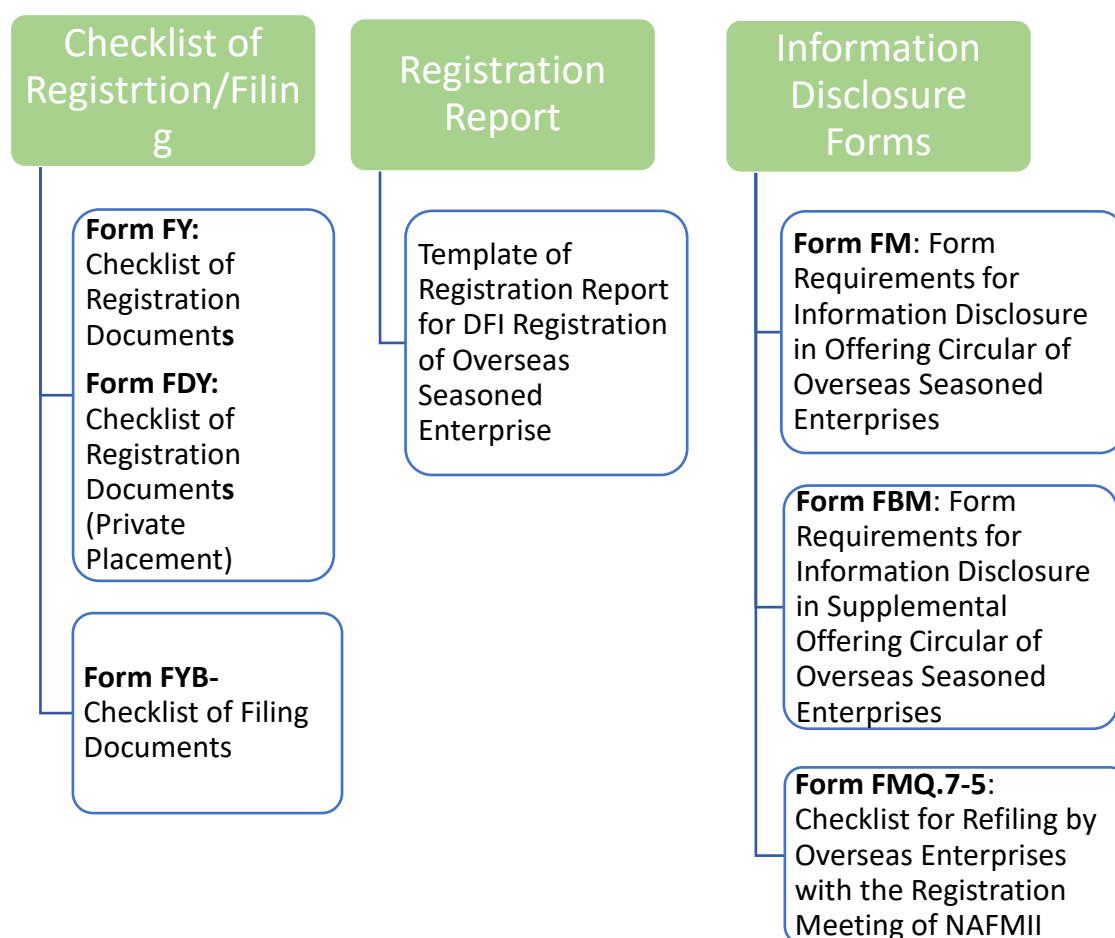 Checklist of
Registrtion/Filin
g
Form FY:
Checklist of
Registration
Documents
Form FDY:
Checklist of
Registration
Documents
(Private
Placement)
Form FYB-
Checklist of Filing
Documents
Registration
Report
Template of
Registration Report
for DFI Registration
of Overseas
Seasoned
Enterprise
Information
Disclosure
Forms
Form FM: Form
Requirements for
Information Disclosure
in Offering Circular of
Overseas Seasoned
Enterprises
Form FBM: Form
Requirements for
Information Disclosure
in Supplemental
Offering Circular of
Overseas Seasoned
Enterprises
Form FMQ.7-5:
Checklist for Refiling by
Overseas Enterprises
with the Registration
Meeting of NAFMII